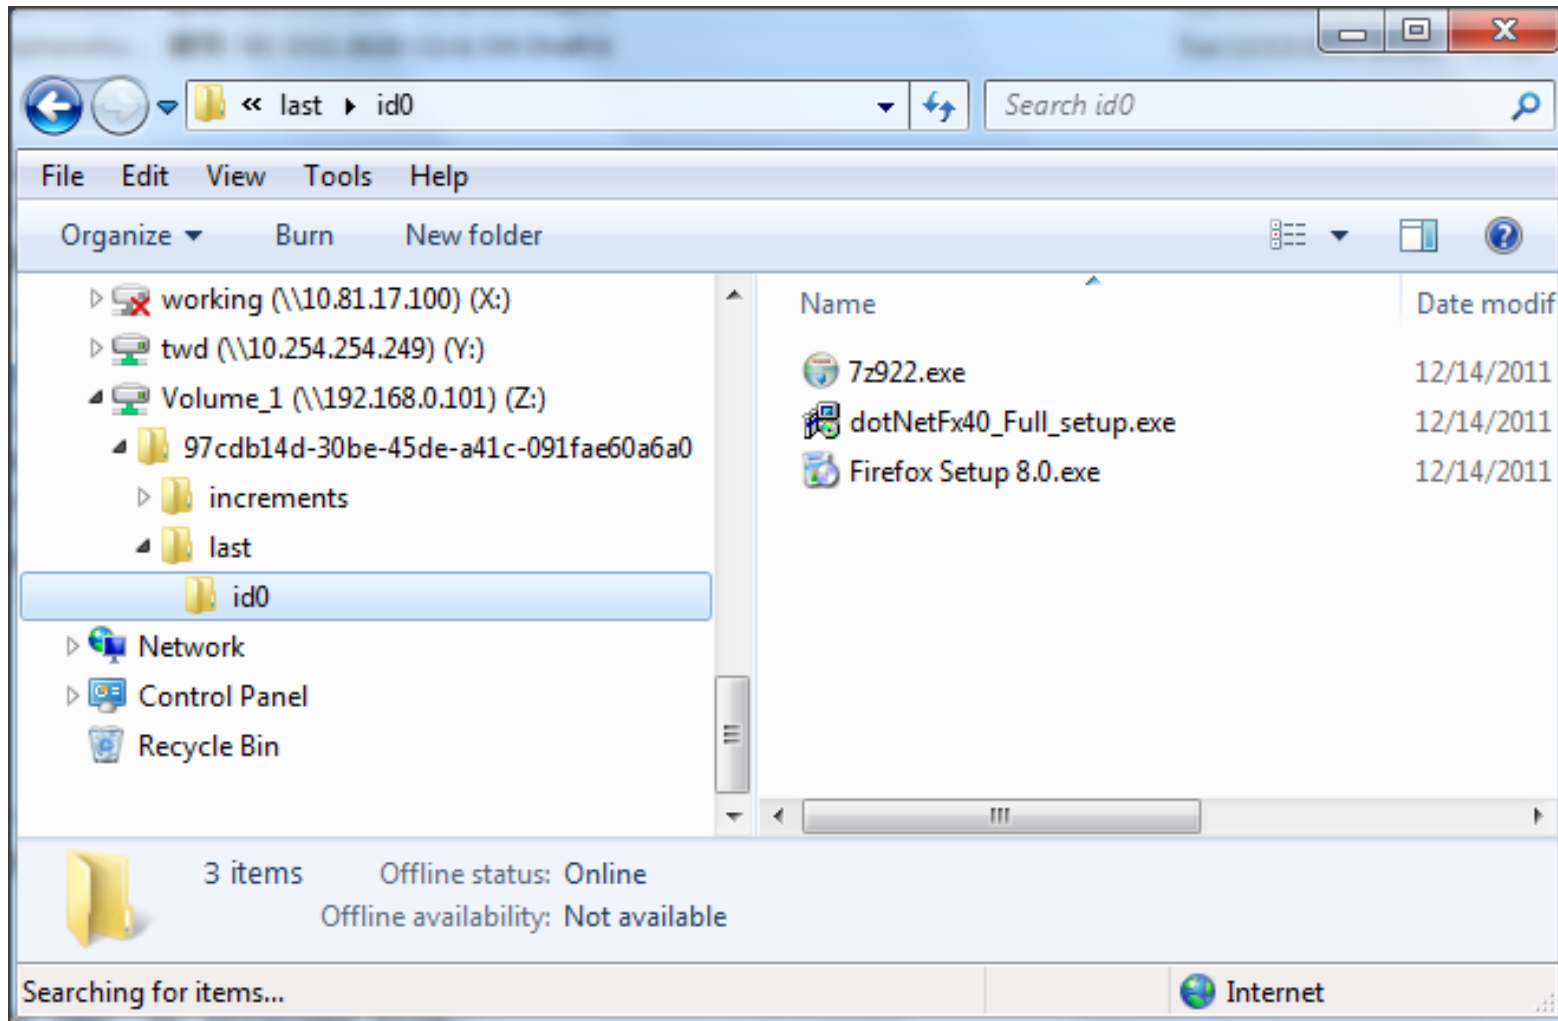 « last id0
Search id0
File Edit View Tools Help
Organize Burn New folder
working (\\10.81.17.100) (X:)
twd (\\10.254.254.249) (Y:)
Volume_1 (\\192.168.0.101) (Z:)
97cdb14d-30be-45de-a41c-091fae60a6a0
increments
last
id0
Network
Control Panel
Recycle Bin
Name Date modif
7z922.exe 12/14/2011
dotNetFx40_Full_setup.exe 12/14/2011
Firefox Setup 8.0.exe 12/14/2011
3 items Offline status: Online
Offline availability: Not available
Searching for items... Internet